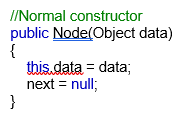 //Normal constructor
public Node(Object data)
{
this.data = data;
next = null;
}